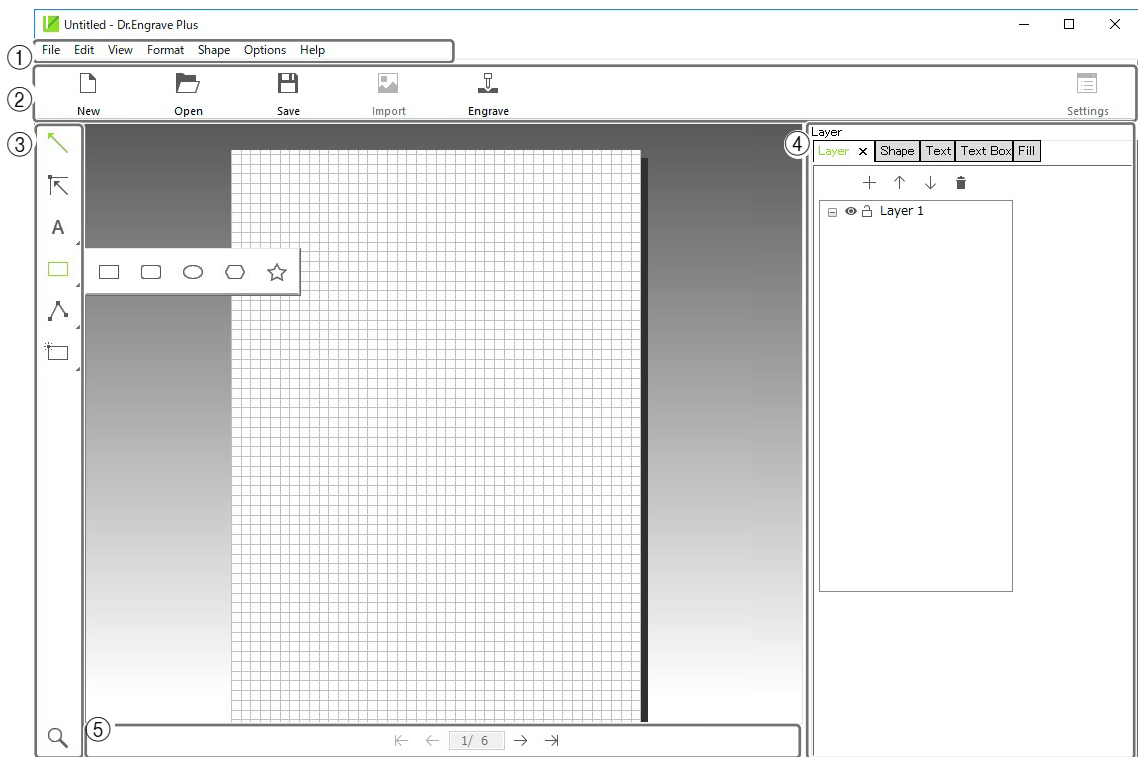 Untitled - Dr.Engrave Plus
① File Edit View Format Shape Options Help
② New Open Save Import Engrave Settings
③
④ Layer
Layer × Shape Text Text Box Fill
Layer 1
A
⑤ 1/ 6